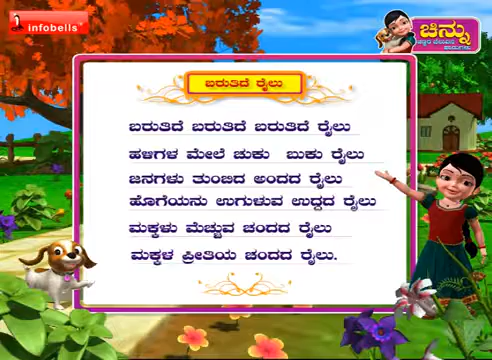 infobells
ಚಿನ್ನು
ಬರುತಿದೆ ರೈಲು
ಬರುತಿದೆ ಬರುತಿದೆ ಬರುತಿದೆ ರೈಲು
ಹಳಿಗಳ ಮೇಲೆ ಚುಕು ಬುಕು ರೈಲು
ಜನಗಳು ತುಂಬಿದ ಅಂದದ ರೈಲು
ಹೊಗೆಯನು ಉಗುಳುವ ಉದ್ದದ ರೈಲು
ಮಕ್ಕಳು ಮೆಚ್ಚುವ ಚಂದದ ರೈಲು
ಮಕ್ಕಳ ಪ್ರೀತಿಯ ಚಂದದ ರೈಲು.